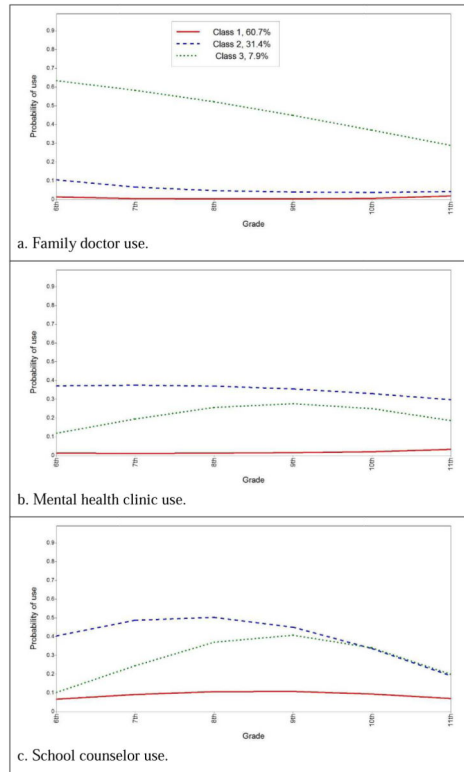 Class 1, 60.7%
Class 2, 31.4%
Class 3, 7.9%
Probability of use
0.9
0.8
0.7
0.6
0.5
0.4
0.3
0.2
0.1
0
6th
7th
8th
9th
10th
11th
Grade
a. Family doctor use.
Probability of use
0.9
0.8
0.7
0.6
0.5
0.4
0.3
0.2
0.1
0
6th
7th
8th
9th
10th
11th
Grade
b. Mental health clinic use.
Probability of use
0.9
0.8
0.7
0.6
0.5
0.4
0.3
0.2
0.1
0
6th
7th
8th
9th
10th
11th
Grade
c. School counselor use.